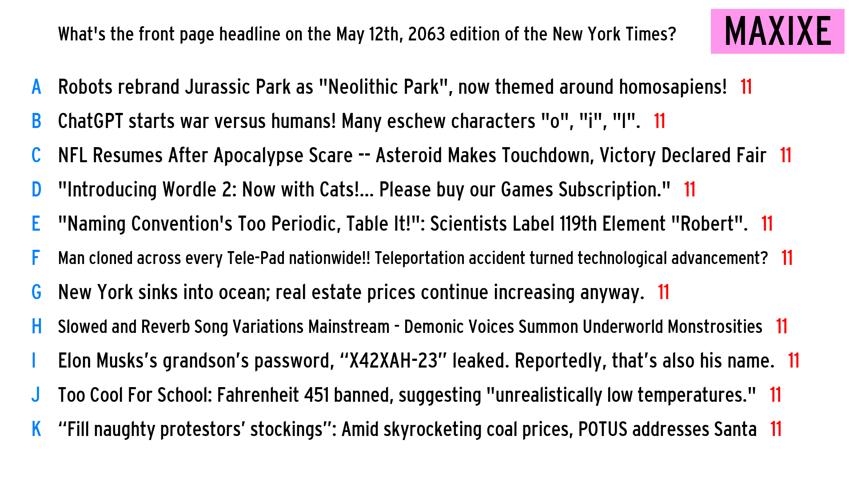 What's the front page headline on the May 12th, 2063 edition of the New York Times?
MAXIXE
A Robots rebrand Jurassic Park as "Neolithic Park", now themed around homosapiens! 11
B ChatGPT starts war versus humans! Many eschew characters "o", "i", "l". 11
C NFL Resumes After Apocalypse Scare -- Asteroid Makes Touchdown, Victory Declared Fair 11
D "Introducing Wordle 2: Now with Cats!... Please buy our Games Subscription." 11
E "Naming Convention's Too Periodic, Table It!": Scientists Label 119th Element "Robert". 11
F Man cloned across every Tele-Pad nationwide!! Teleportation accident turned technological advancement? 11
G New York sinks into ocean; real estate prices continue increasing anyway. 11
H Slowed and Reverb Song Variations Mainstream - Demonic Voices Summon Underworld Monstrosities 11
I Elon Musks’s grandson’s password, “X42XAH-23” leaked. Reportedly, that’s also his name. 11
J Too Cool For School: Fahrenheit 451 banned, suggesting "unrealistically low temperatures." 11
K “Fill naughty protestors’ stockings”: Amid skyrocketing coal prices, POTUS addresses Santa 11